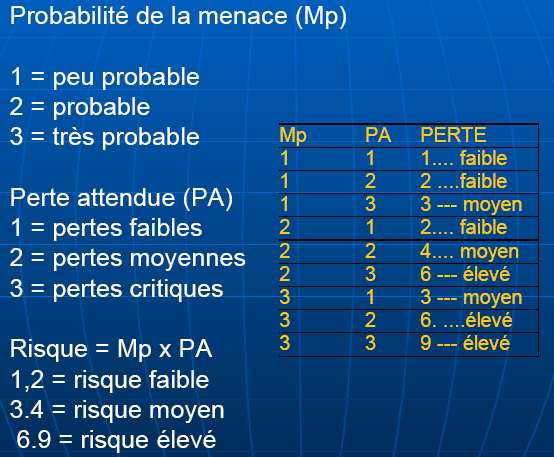 Probabilité de la menace (Mp)
1 = peu probable
2 = probable
3 = très probable
Perte attendue (PA)
1 = pertes faibles
2 = pertes moyennes
3 = pertes critiques
Risque = Mp x PA
1,2 = risque faible
3.4 = risque moyen
6.9 = risque élevé
Mp PA PERTE
1 1 1.... faible
1 2 2 ....faible
1 3 3 --- moyen
2 1 2.... faible
2 2 4.... moyen
2 3 6 --- élevé
3 1 3 --- moyen
3 2 6. ....élevé
3 3 9 --- élevé